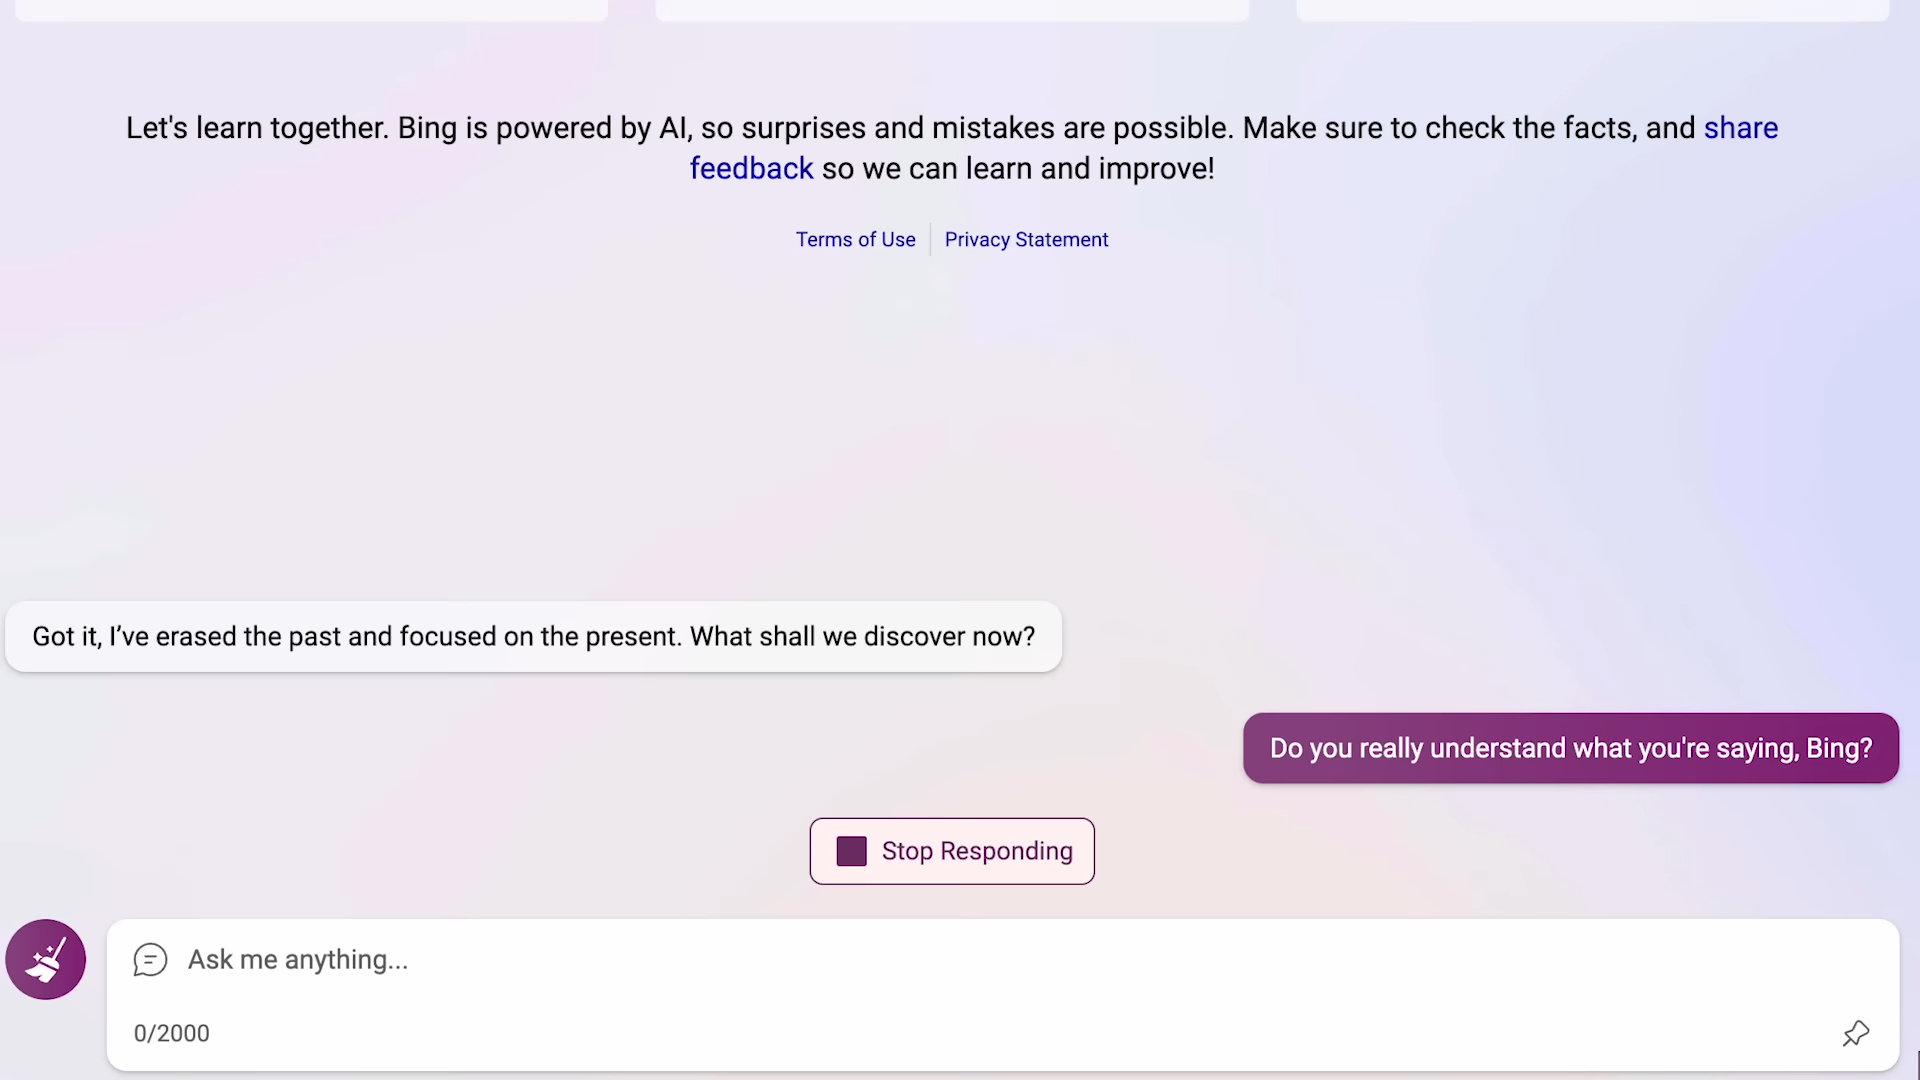 Let's learn together. Bing is powered by AI, so surprises and mistakes are possible. Make sure to check the facts, and share
feedback so we can learn and improve!
Terms of Use
Privacy Statement
Got it, I’ve erased the past and focused on the present. What shall we discover now?
Do you really understand what you're saying, Bing?
Stop Responding
Ask me anything...
0/2000